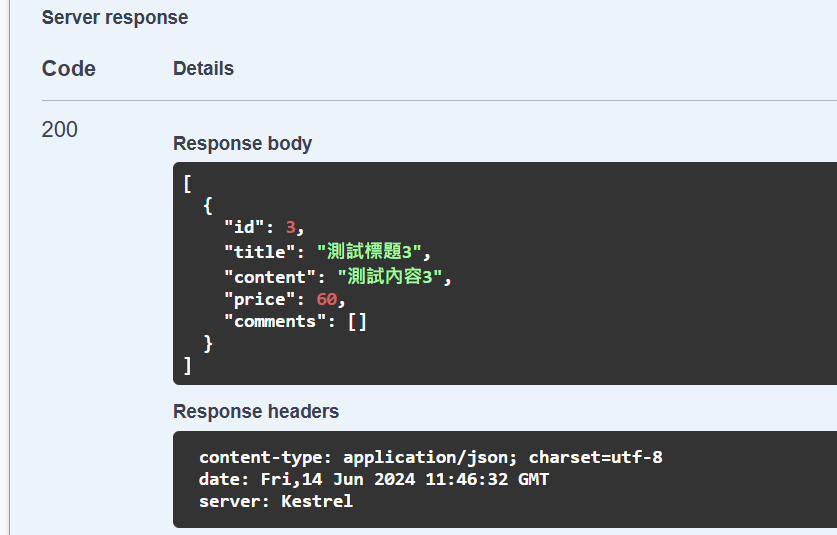 Server response
Code Details
200
Response body
[
{
"id": 3,
"title": "測試標題3",
"content": "測試內容3",
"price": 60,
"comments": []
}
]
Response headers
content-type: application/json; charset=utf-8
date: Fri,14 Jun 2024 11:46:32 GMT
server: Kestrel